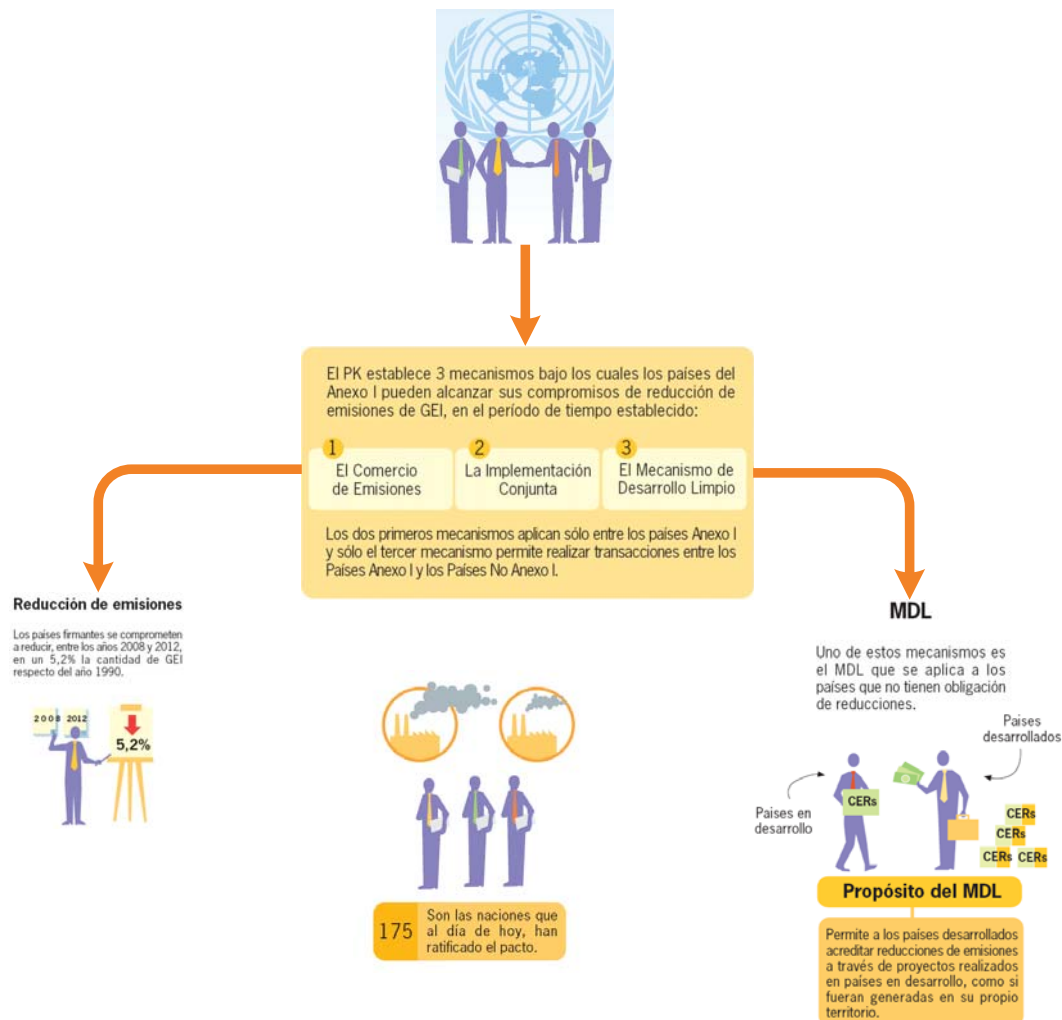 El PK establece 3 mecanismos bajo los cuales los países del
Anexo I pueden alcanzar sus compromisos de reducción de
emisiones de GEI, en el período de tiempo establecido:
1
El Comercio
de Emisiones
2
La Implementación
Conjunta
3
El Mecanismo de
Desarrollo Limpio
Los dos primeros mecanismos aplican sólo entre los países Anexo I
y sólo el tercer mecanismo permite realizar transacciones entre los
Países Anexo I y los Países No Anexo I.
Reducción de emisiones
Los países firmantes se comprometen
a reducir, entre los años 2008 y 2012,
en un 5,2% la cantidad de GEI
respecto del año 1990.
2008 2012
5,2%
175
Son las naciones que
al día de hoy, han
ratificado el pacto.
MDL
Uno de estos mecanismos es
el MDL que se aplica a los
países que no tienen obligación
de reducciones.
Paises
desarrollados
Paises en
desarrollo
CERs
CERs
CERs
CERs CERs
Propósito del MDL
Permite a los países desarrollados
acreditar reducciones de emisiones
a través de proyectos realizados
en países en desarrollo, como si
fueran generadas en su propio
territorio.